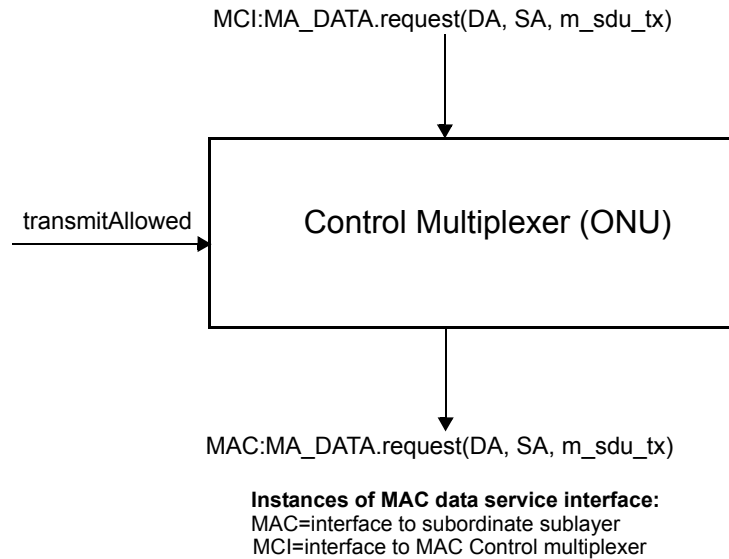 MCI:MA_DATA.request(DA, SA, m_sdu_tx)
transmitAllowed
Control Multiplexer (ONU)
MAC:MA_DATA.request(DA, SA, m_sdu_tx)
Instances of MAC data service interface:
MAC=interface to subordinate sublayer
MCI=interface to MAC Control multiplexer